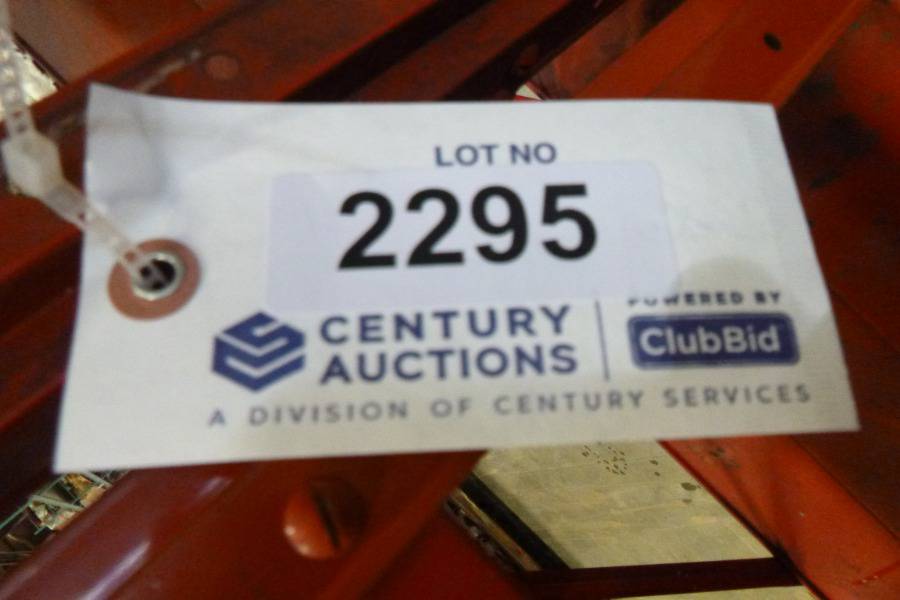 LOT NO
2295
CENTURY
AUCTIONS
POWERED BY
ClubBid
A DIVISION OF CENTURY SERVICES